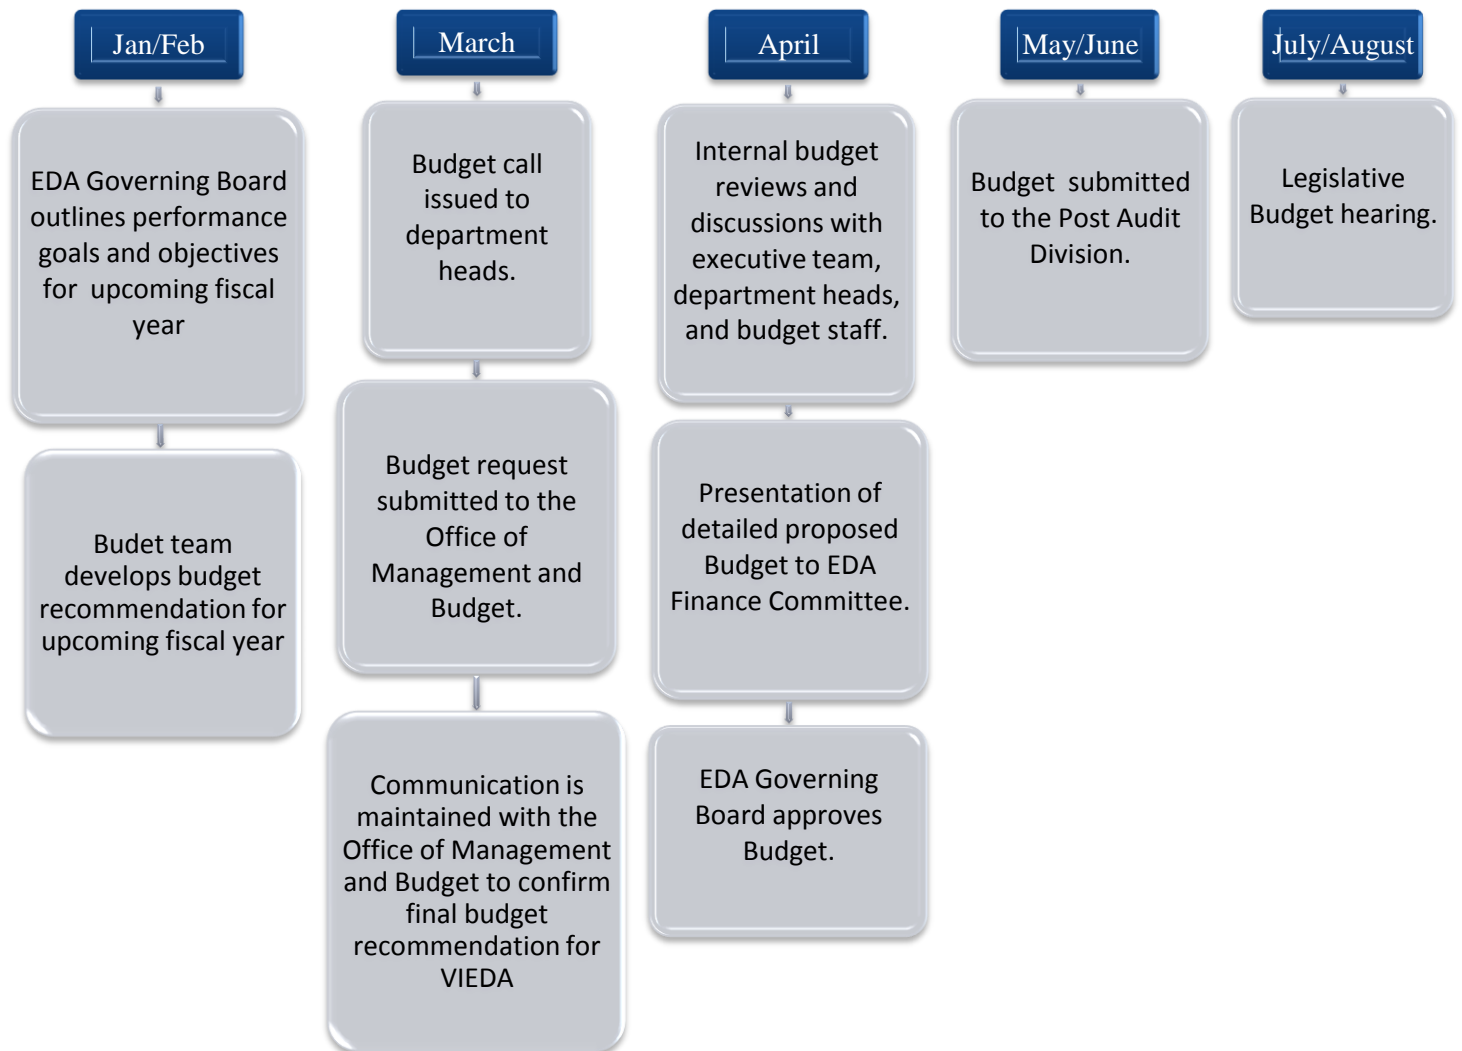 Jan/Feb
EDA Governing Board
outlines performance
goals and objectives
for upcoming fiscal
year
Budet team
develops budget
recommendation for
upcoming fiscal year
March
Budget call
issued to
department
heads.
Budget request
submitted to the
Office of
Management and
Budget.
Communication is
maintained with the
Office of Management
and Budget to confirm
final budget
recommendation for
VIEDA
April
Internal budget
reviews and
discussions with
executive team,
department heads,
and budget staff.
Presentation of
detailed proposed
Budget to EDA
Finance Committee.
EDA Governing
Board approves
Budget.
May/June
Budget submitted
to the Post Audit
Division.
July/August
Legislative
Budget hearing.